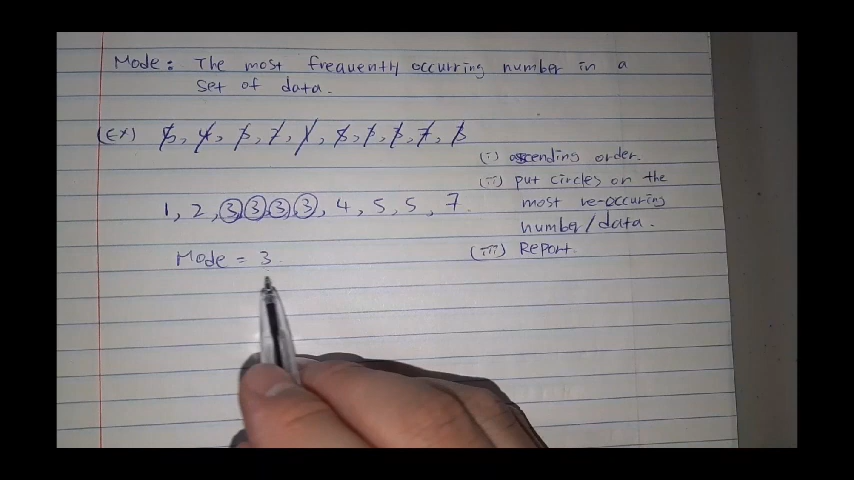 Mode: The most frequently occurring number in a
set of data.
(Ex)
(i) ascending order.
(ii) put circles on the
1, 2, 3, 3, 3, 3, 4, 5, 5, 7.
most re-occuring
number/data.
Mode = 3.
(iii) Report.